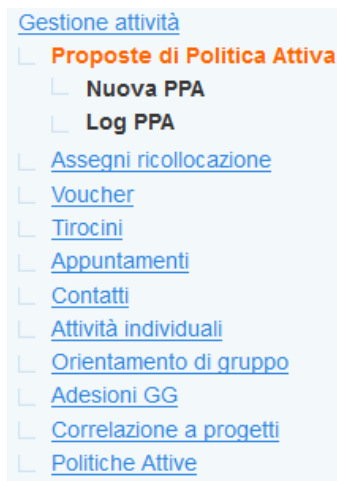 Gestione attività
Proposte di Politica Attiva
Nuova PPA
Log PPA
Assegni ricollocazione
Voucher
Tirocini
Appuntamenti
Contatti
Attività individuali
Orientamento di gruppo
Adesioni GG
Correlazione a progetti
Politiche Attive